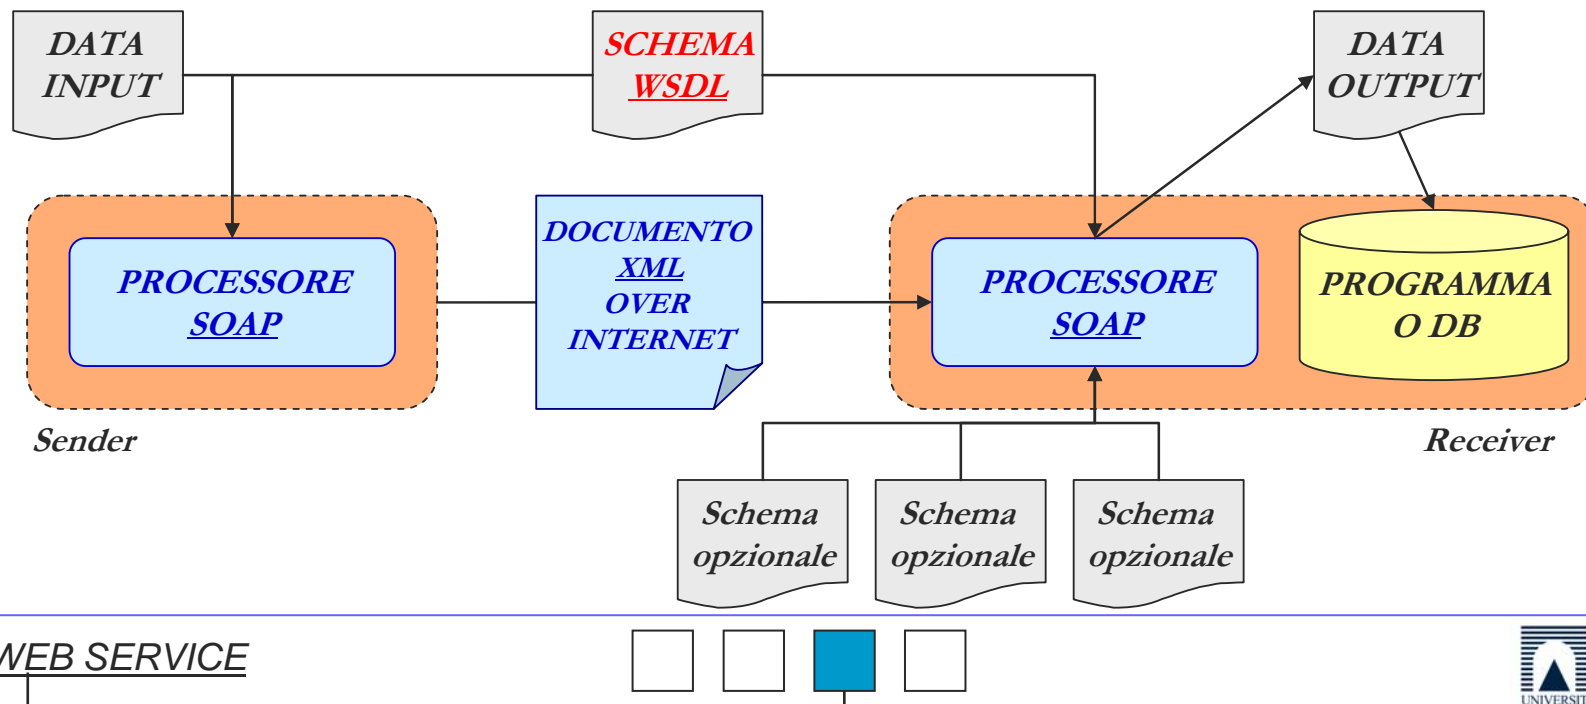 DATA
INPUT
SCHEMA
WSDL
DATA
OUTPUT
PROCESSORE
SOAP
DOCUMENTO
XML
OVER
INTERNET
PROCESSORE
SOAP
PROGRAMMA
O DB
Sender
Receiver
Schema
opzionale
Schema
opzionale
Schema
opzionale
WEB SERVICE
UNIVERSIT